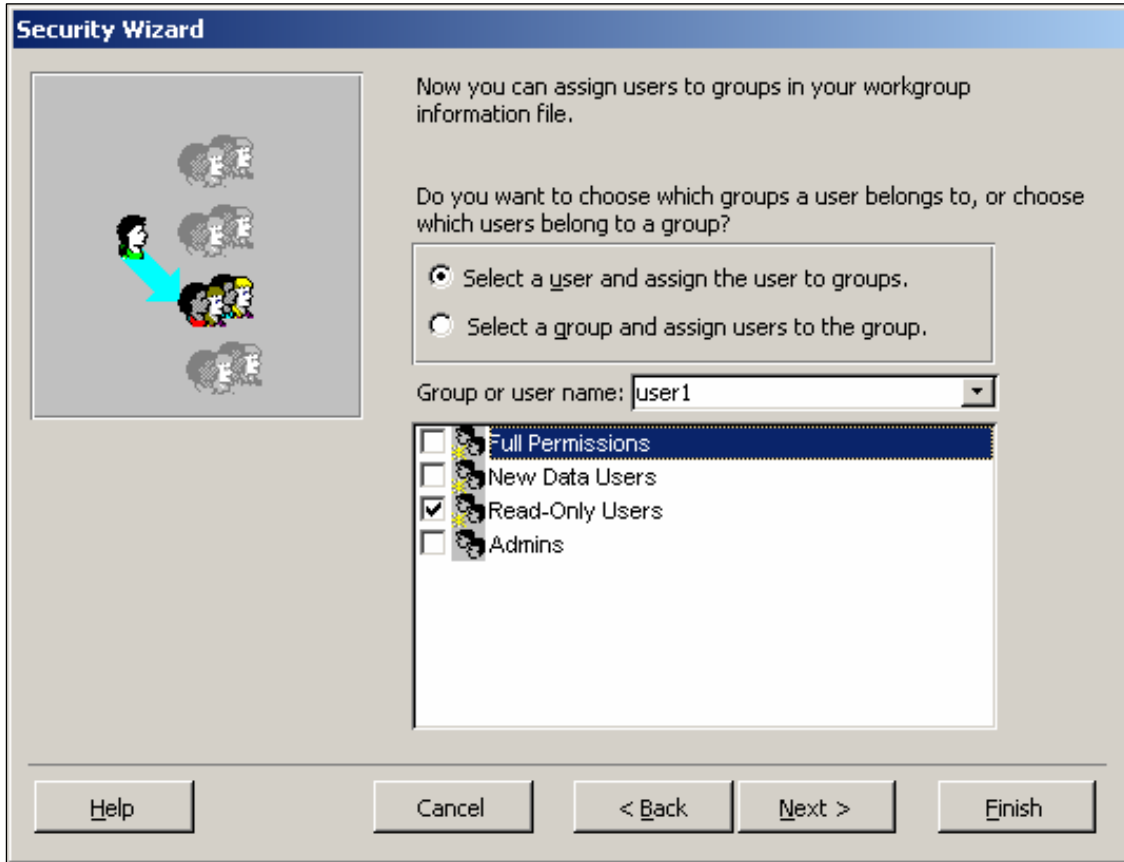 Security Wizard
Now you can assign users to groups in your workgroup
information file.
Do you want to choose which groups a user belongs to, or choose
which users belong to a group?
Select a user and assign the user to groups.
Select a group and assign users to the group.
Group or user name: user1
Full Permissions
New Data Users
Read-Only Users
Admins
Help Cancel < Back Next > Finish